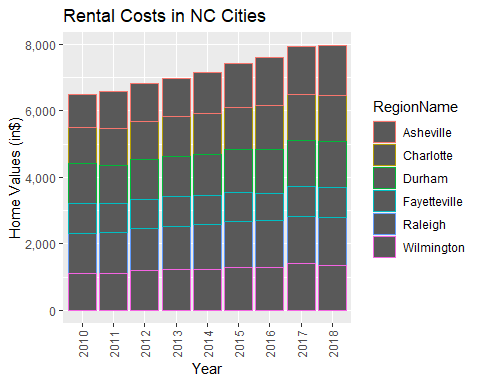 Rental Costs in NC Cities
Home Values (in$)
8,000
6,000
4,000
2,000
0
2010 2011 2012 2013 2014 2015 2016 2017 2018
Year
RegionName
Asheville
Charlotte
Durham
Fayetteville
Raleigh
Wilmington